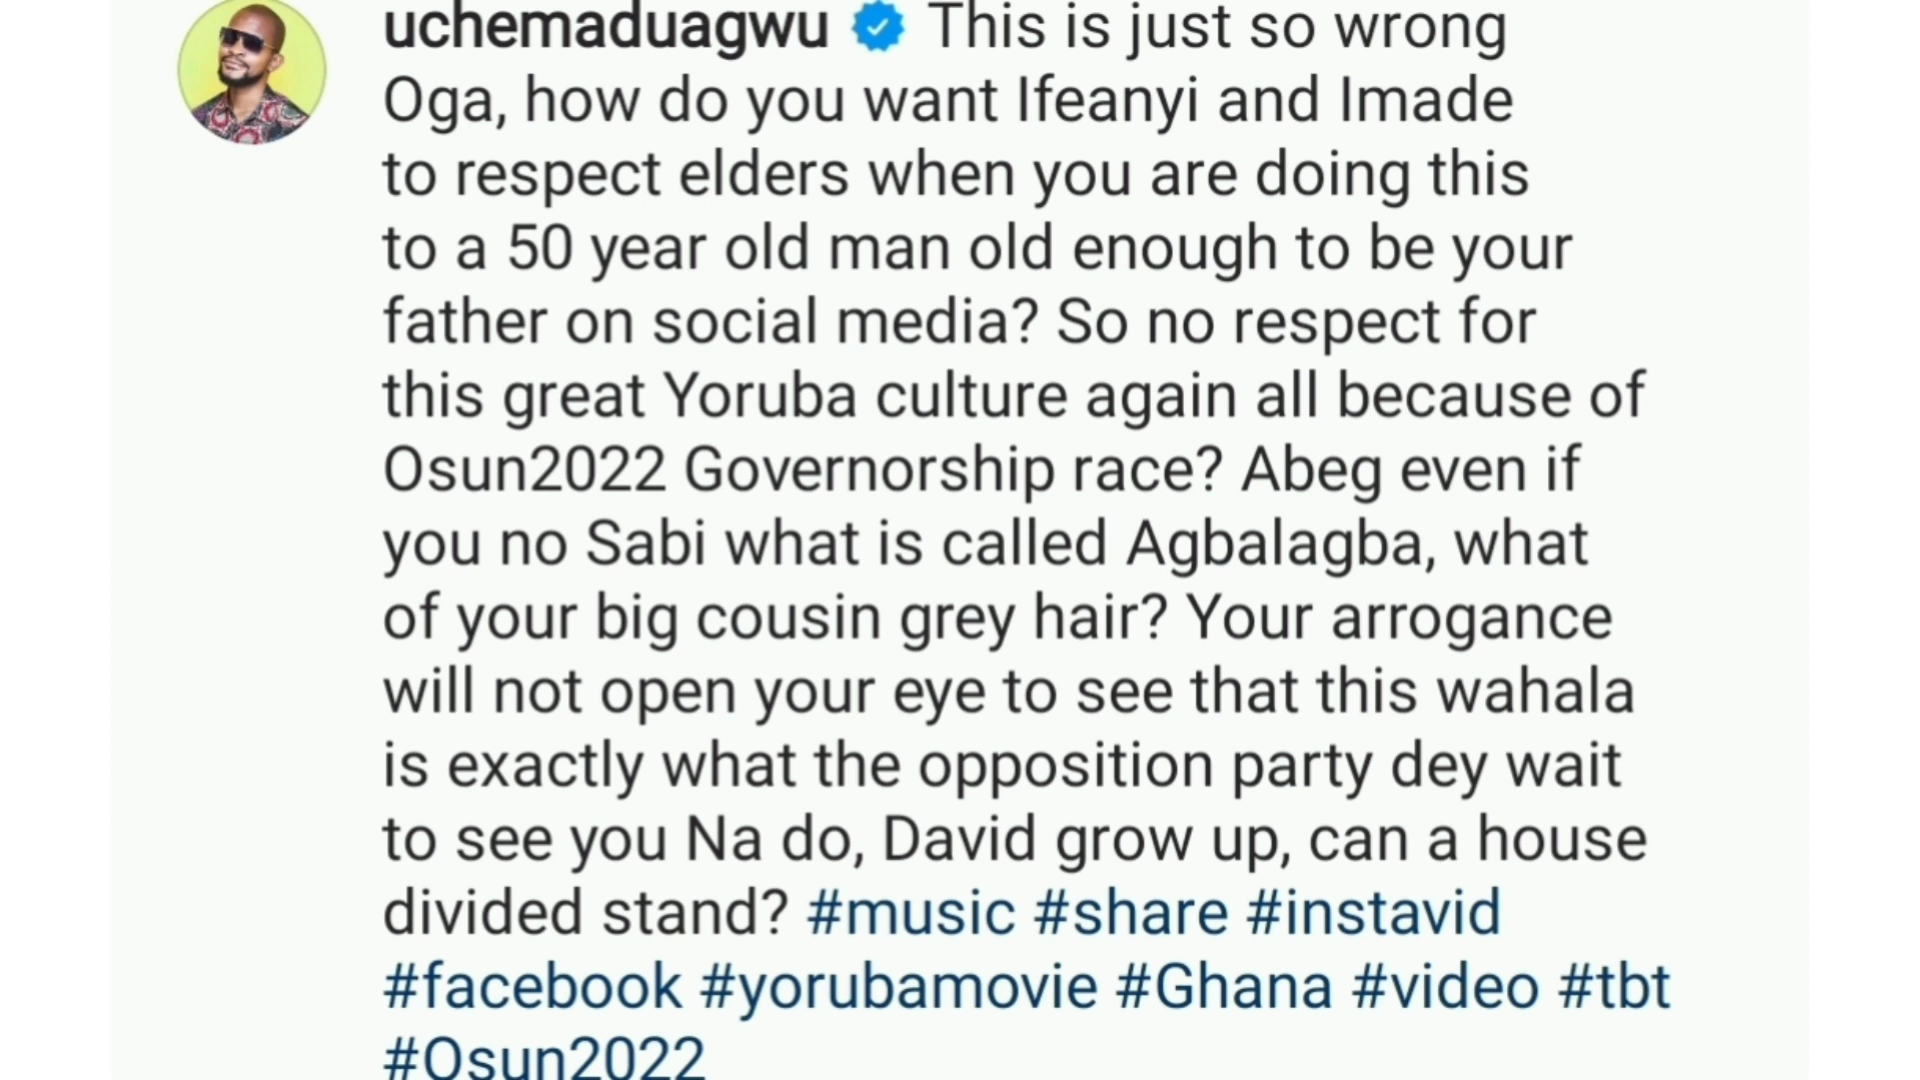 uchemaduagwu This is just so wrong
Oga, how do you want Ifeanyi and Imade
to respect elders when you are doing this
to a 50 year old man old enough to be your
father on social media? So no respect for
this great Yoruba culture again all because of
Osun2022 Governorship race? Abeg even if
you no Sabi what is called Agbalagba, what
of your big cousin grey hair? Your arrogance
will not open your eye to see that this wahala
is exactly what the opposition party dey wait
to see you Na do, David grow up, can a house
divided stand? #music #share #instavid
#facebook #yorubamovie #Ghana #video #tbt
#Osun2022